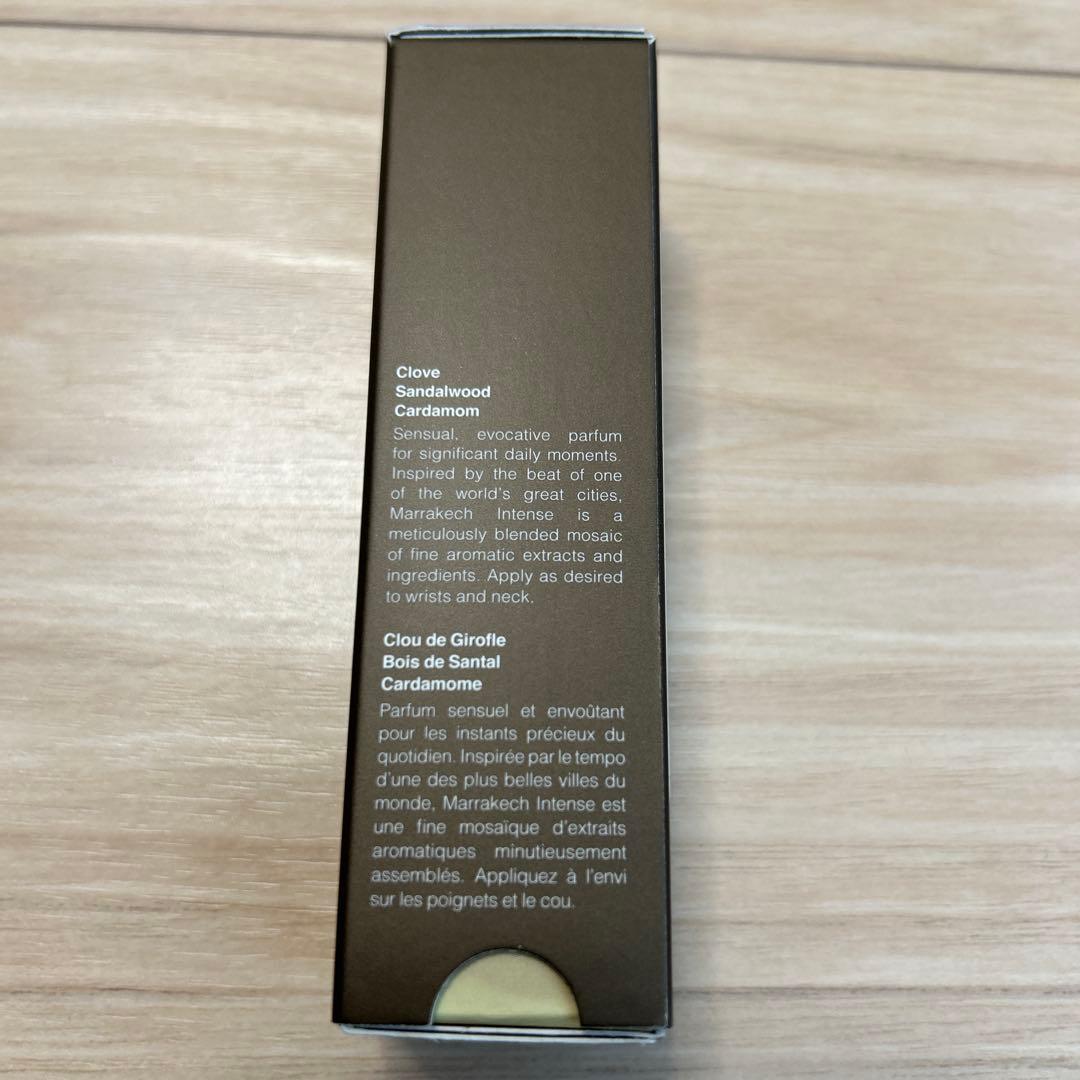 Clove
Sandalwood
Cardamom
Sensual, evocative parfum
for significant daily moments.
Inspired by the beat of one
of the world's great cities,
Marrakech Intense is a
meticulously blended mosaic
of fine aromatic extracts and
ingredients. Apply as desired
to wrists and neck.
Clou de Girofle
Bois de Santal
Cardamome
Parfum sensuel et envoûtant
pour les instants précieux du
quotidien. Inspirée par le tempo
d'une des plus belles villes du
monde, Marrakech Intense est
une fine mosaïque d'extraits
aromatiques minutieusement
assemblés. Appliquez à l'envi
sur les poignets et le cou.